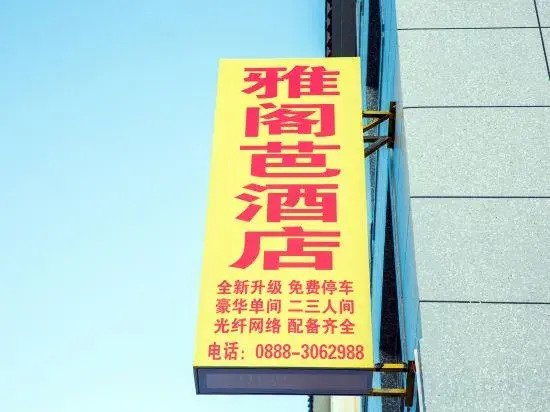 雅阁芭酒店
全新升级 免费停车
豪华单间 二三人间
光纤网络 配备齐全
电话：0888-3062988